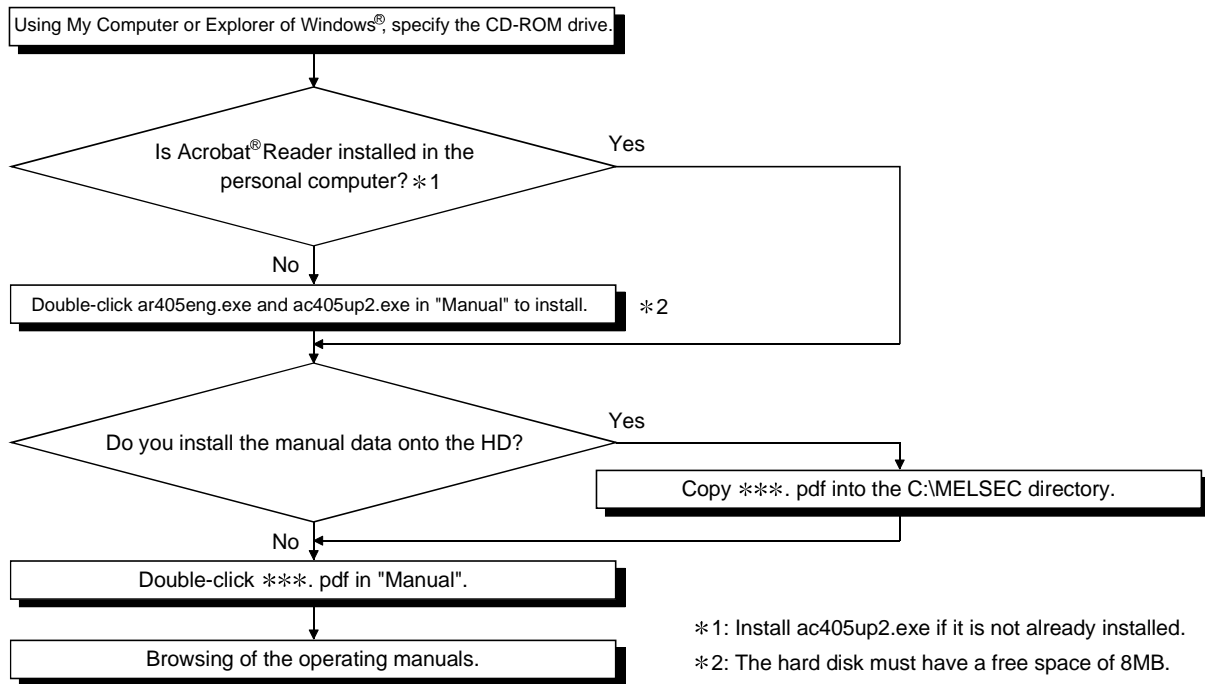 Using My Computer or Explorer of Windows®, specify the CD-ROM drive.
Is Acrobat® Reader installed in the
personal computer? ＊1
Yes
No
Double-click ar405eng.exe and ac405up2.exe in "Manual" to install.
＊2
Do you install the manual data onto the HD?
Yes
Copy ＊＊＊. pdf into the C:\MELSEC directory.
No
Double-click ＊＊＊. pdf in "Manual".
Browsing of the operating manuals.
＊1: Install ac405up2.exe if it is not already installed.
＊2: The hard disk must have a free space of 8MB.